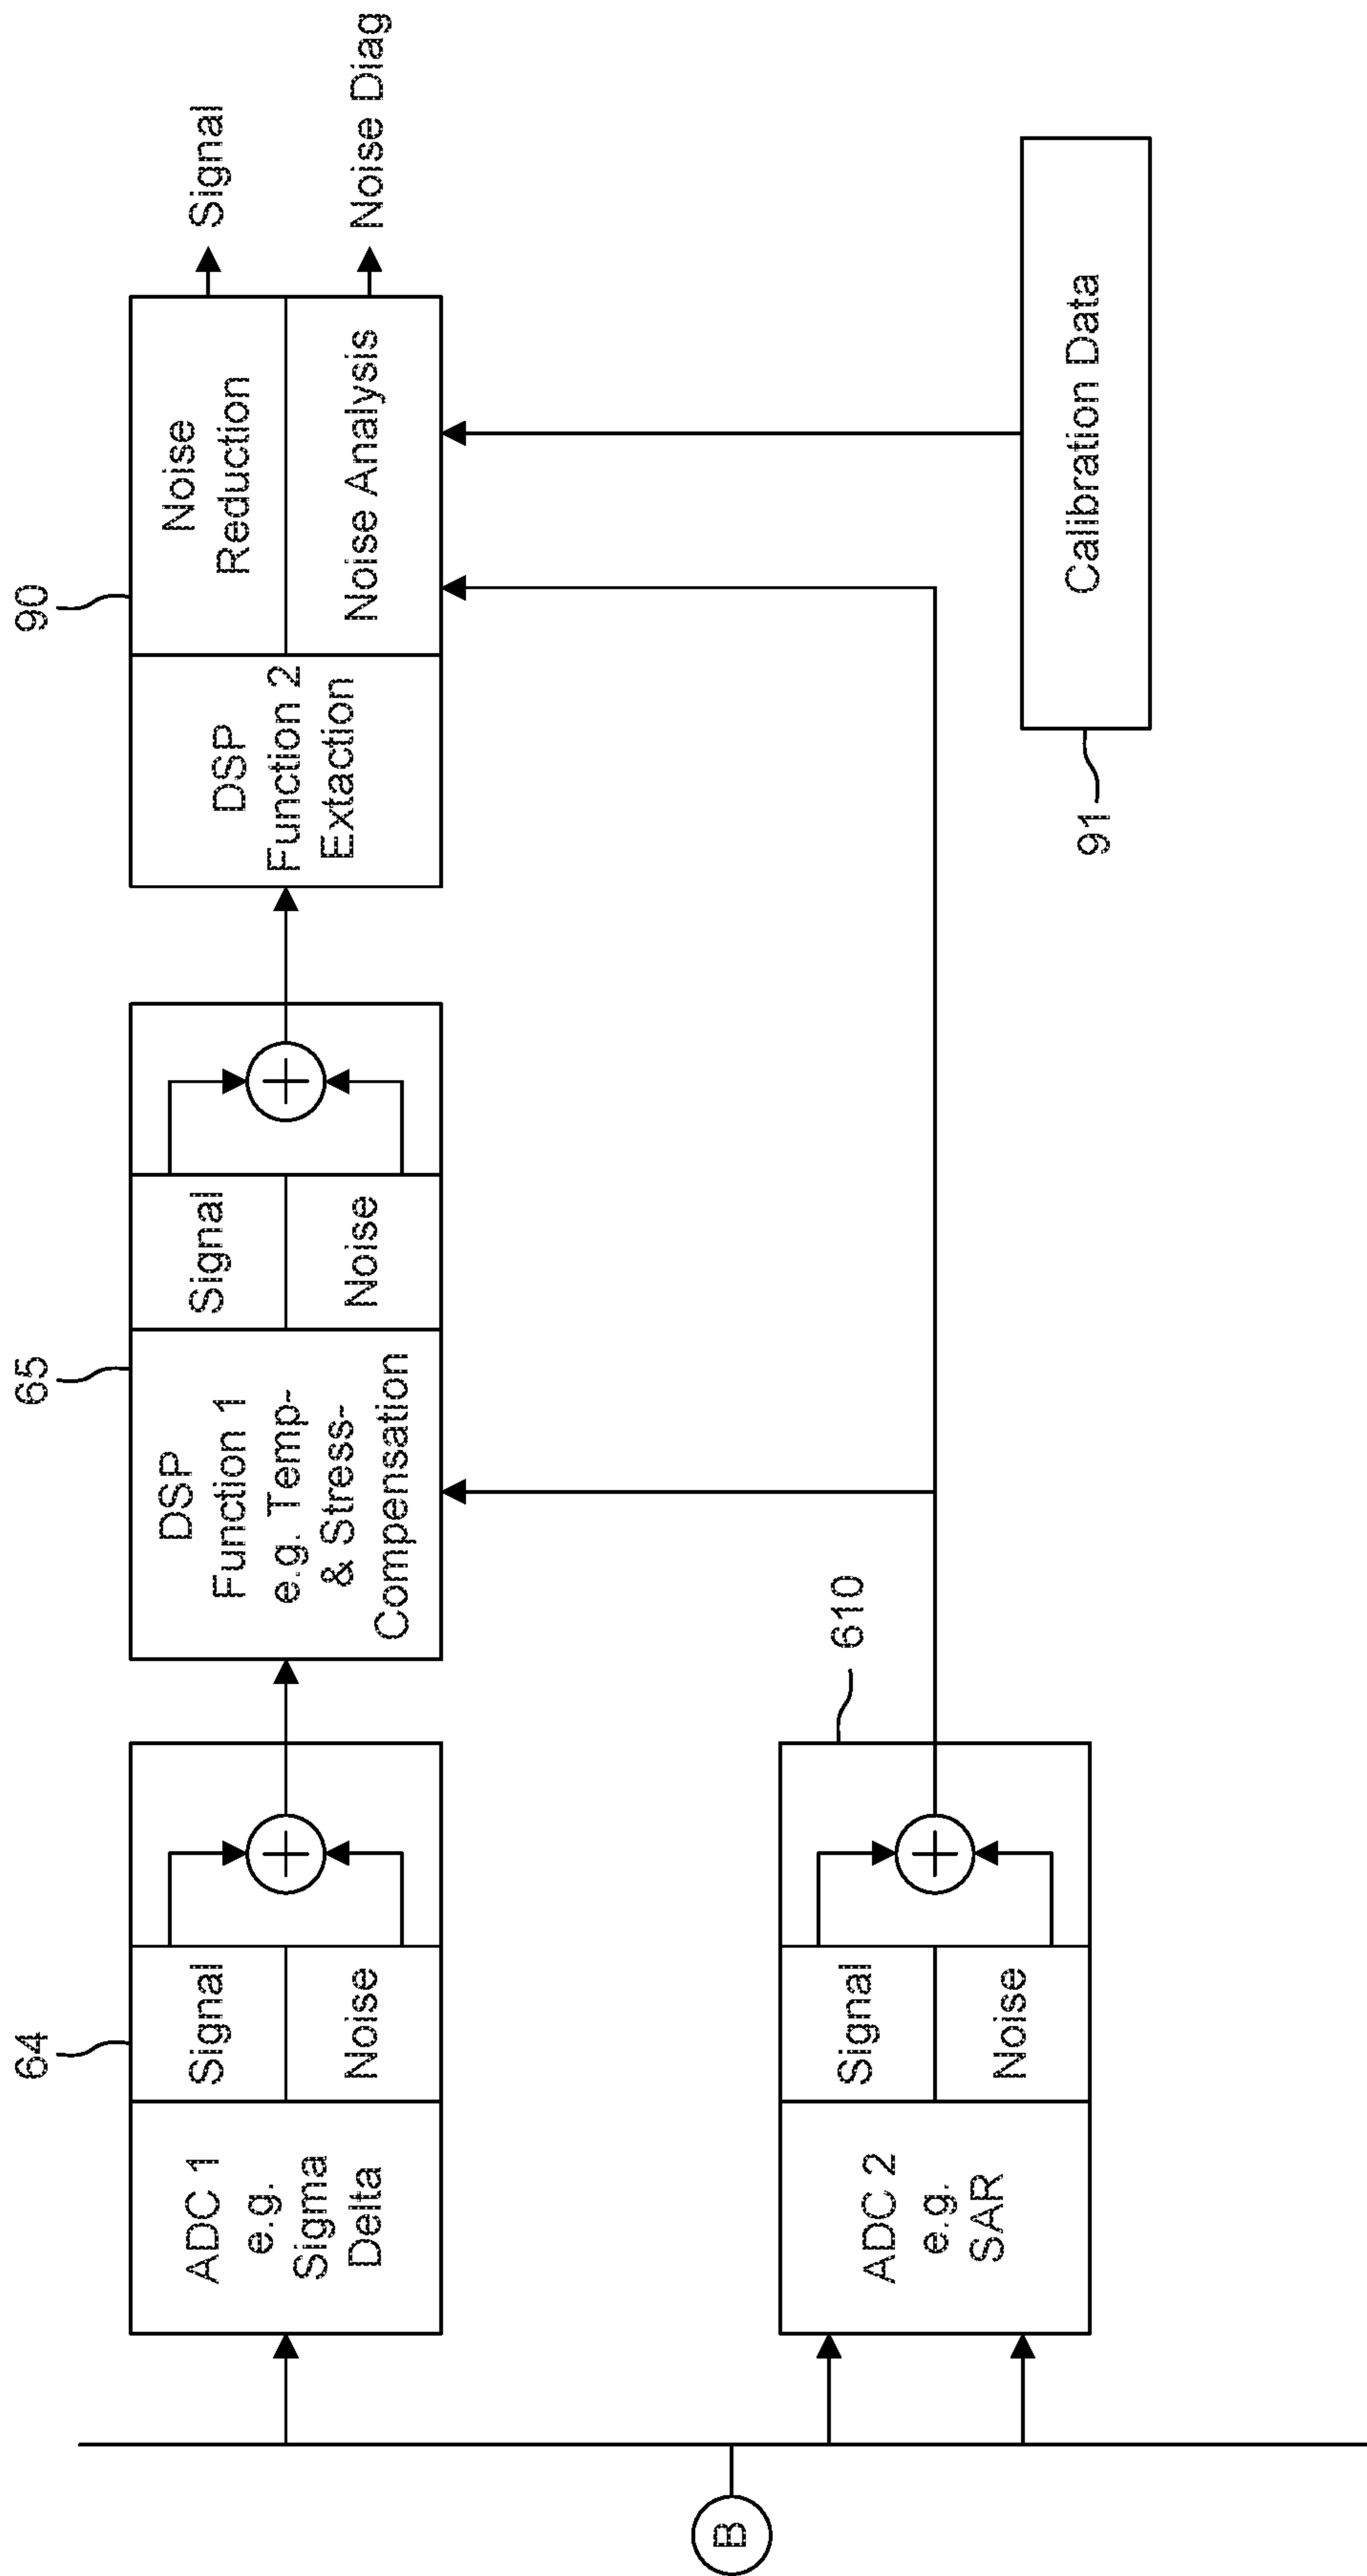 B
64
ADC 1
e.g.
Sigma
Delta
Signal
Noise
65
DSP
Function 1
e.g. Temp-
& Stress-
Compensation
Signal
Noise
90
DSP
Function 2
Extaction
Noise
Reduction
Noise Analysis
Signal
Noise Diag
610
ADC 2
e.g.
SAR
Signal
Noise
91
Calibration Data